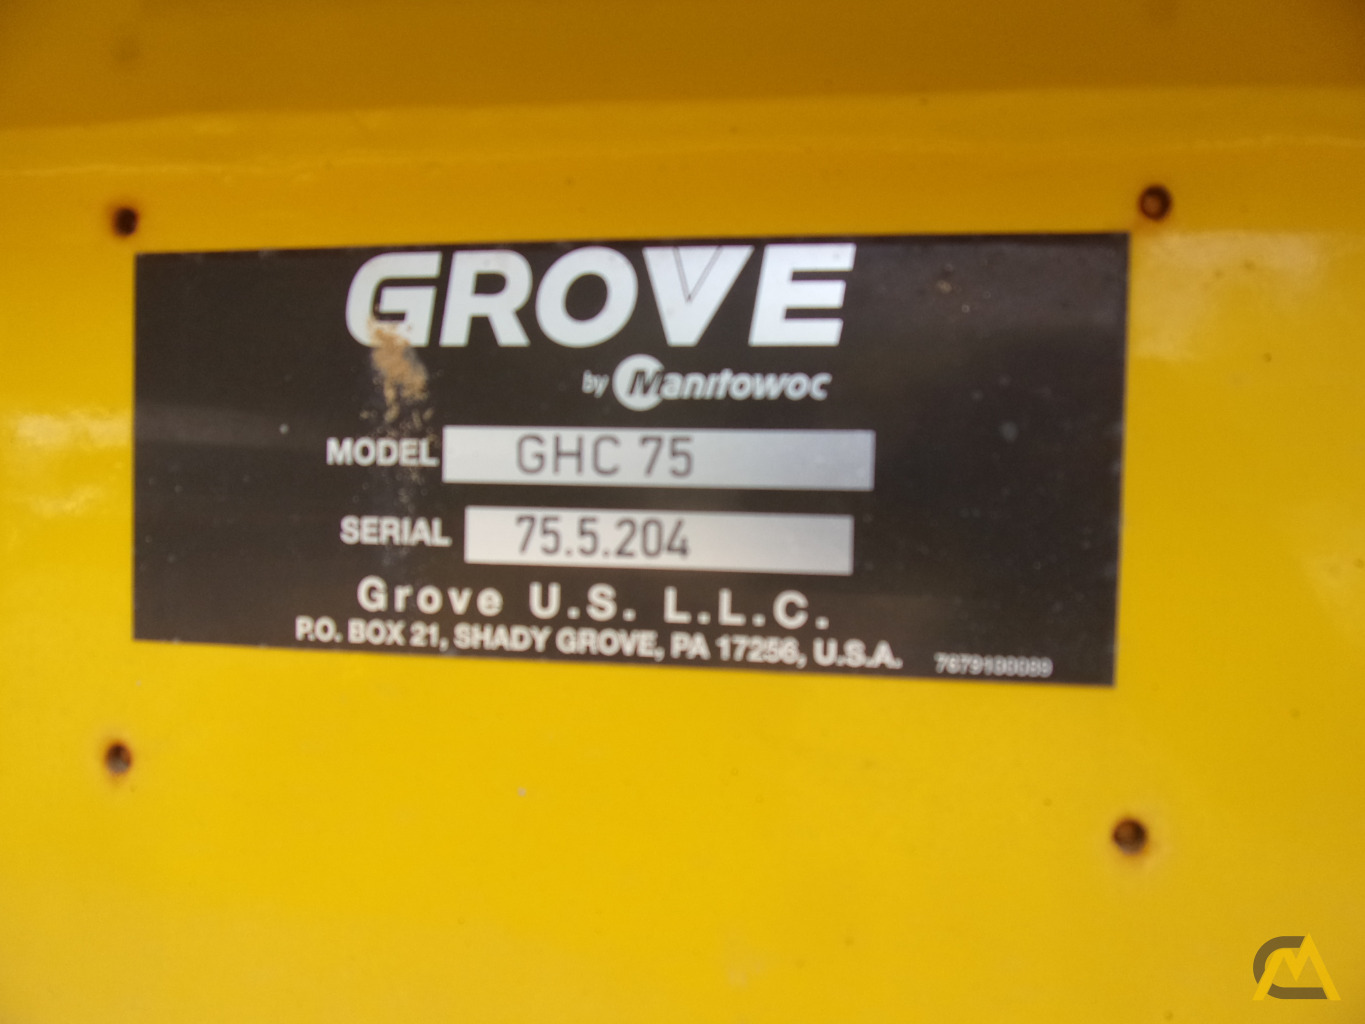 GROVE
by Manitowoc
MODEL GHC 75
SERIAL 75.5.204
Grove U.S. L.L.C.
P.O. BOX 21, SHADY GROVE, PA 17256, U.S.A.